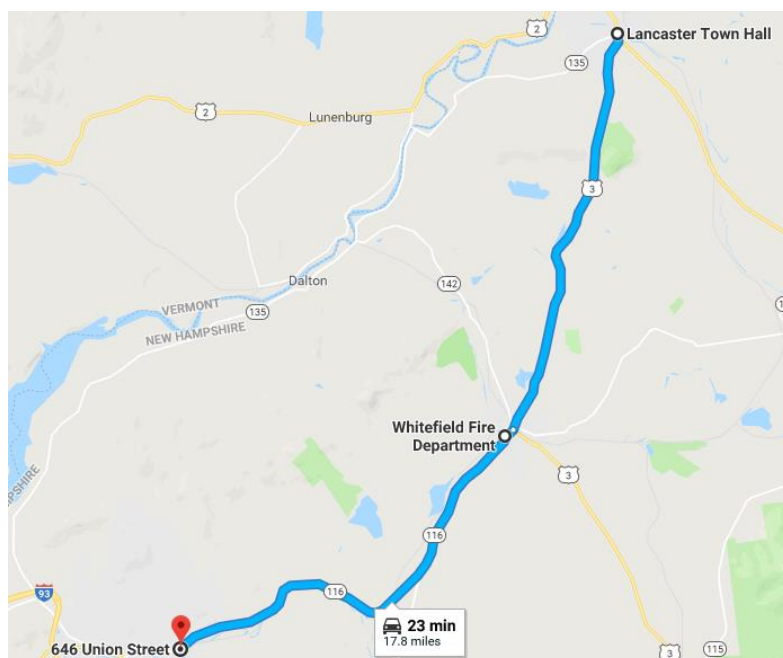 2
Lancaster Town Hall
135
2
Lunenburg
3
Dalton
142
VERMONT
135
NEW HAMPSHIRE
Whitefield Fire
Department
3
116
116
93
23 min
17.8 miles
646 Union Street
3
115